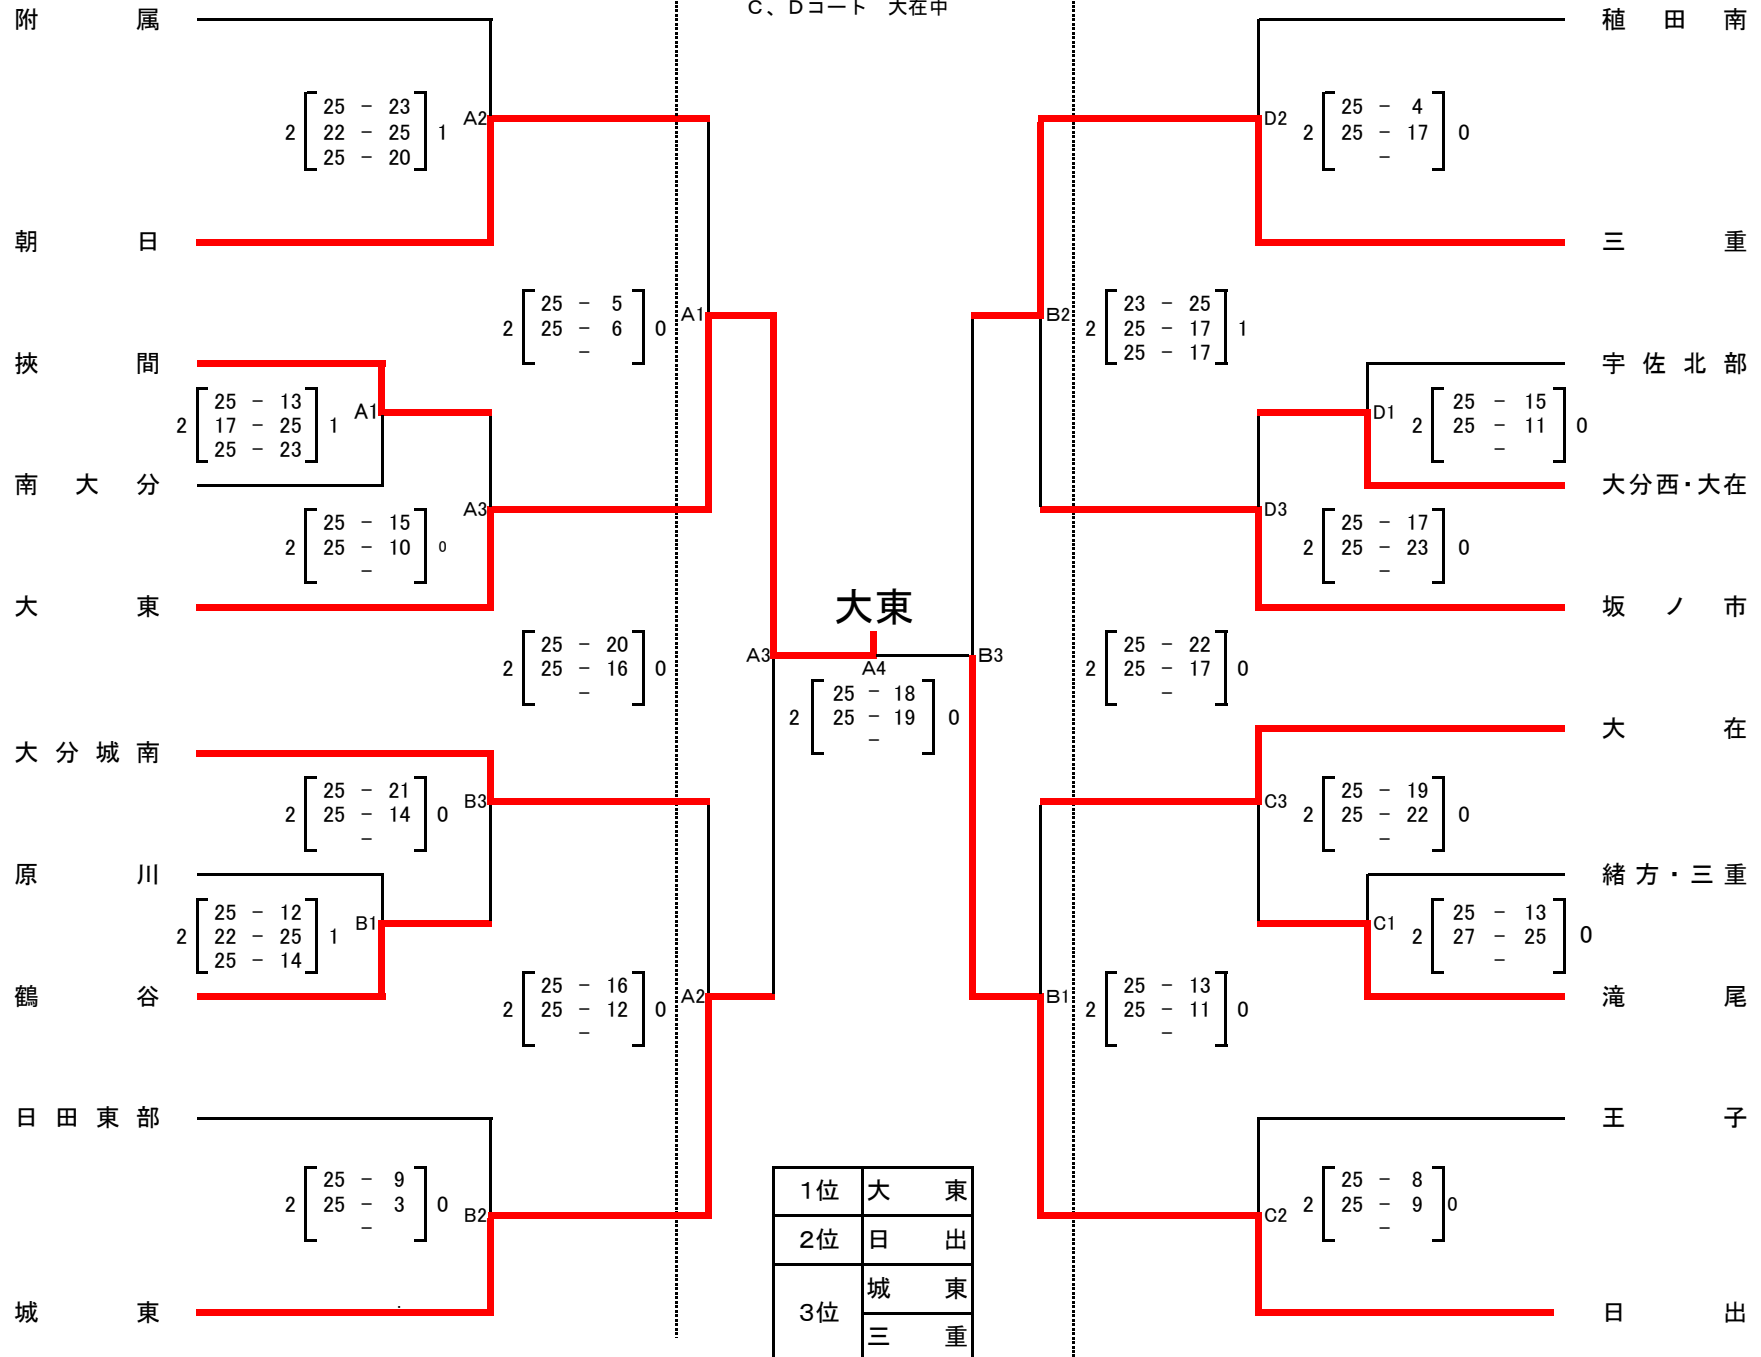 C、Dコート 大在中
附 属
稙 田 南
2 25 - 23 1 A2
22 - 25
25 - 20
D2 2 25 - 4 0
25 - 17
-
朝 日
三 重
2 25 - 5 0 A1
25 - 6
-
B2 2 23 - 25 1
25 - 17
25 - 17
挾 間
宇佐北部
2 25 - 13 1 A1
17 - 25
25 - 23
D1 2 25 - 15 0
25 - 11
-
南 大 分
大分西・大在
2 25 - 15 0 A3
25 - 10
-
D3 2 25 - 17 0
25 - 23
-
大 東
大東
坂 ノ 市
2 25 - 20 0 A3
25 - 16
-
A4
2 25 - 18 0
25 - 19
-
B3 2 25 - 22 0
25 - 17
-
大分城南
大 在
2 25 - 21 0 B3
25 - 14
-
C3 2 25 - 19 0
25 - 22
-
原 川
緒方・三重
2 25 - 12 1 B1
22 - 25
25 - 14
C1 2 25 - 13 0
27 - 25
-
鶴 谷
滝 尾
2 25 - 16 0 A2
25 - 12
-
B1 2 25 - 13 0
25 - 11
-
日田東部
王 子
2 25 - 9 0 B2
25 - 3
-
C2 2 25 - 8 0
25 - 9
-
城 東
日 出
1位 大 東
2位 日 出
3位 城 東
三 重